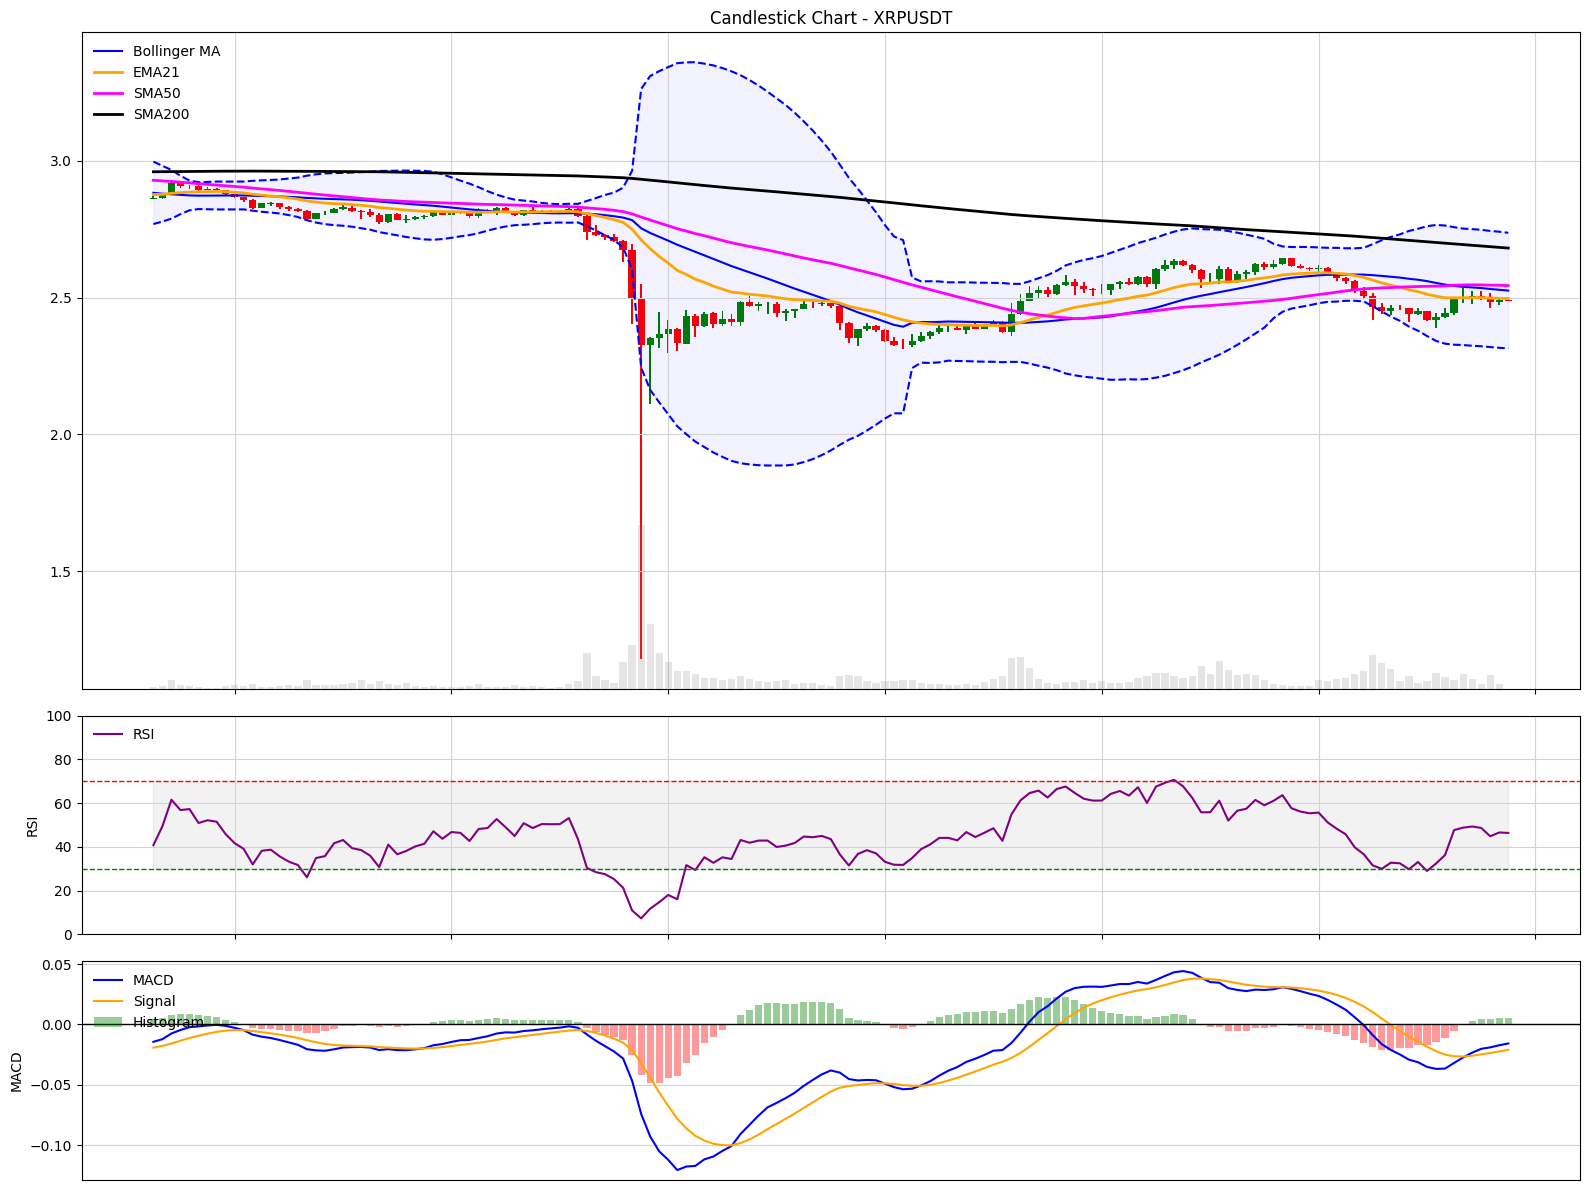 Candlestick Chart - XRPUSDT
Bollinger MA
EMA21
SMA50
SMA200
3.0
2.5
2.0
1.5
RSI
100
80
60
40
20
0
RSI
MACD
Signal
Histogram
0.05
0.00
−0.05
−0.10
MACD